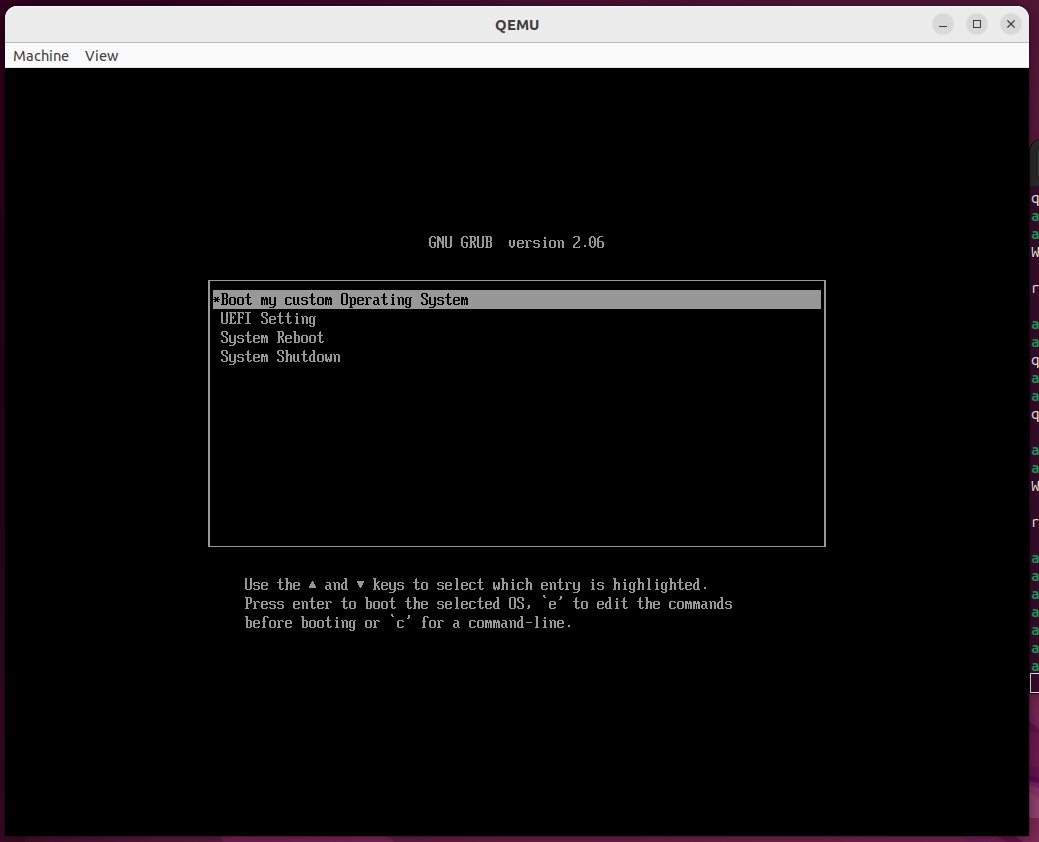 QEMU
Machine View
GNU GRUB version 2.06
*Boot my custom Operating System
UEFI Setting
System Reboot
System Shutdown
Use the ▲ and ▼ keys to select which entry is highlighted.
Press enter to boot the selected OS, `e' to edit the commands
before booting or `c' for a command-line.
q
a
a
W
r
a
a
q
a
a
q
a
a
W
r
a
a
a
a
a
a
a